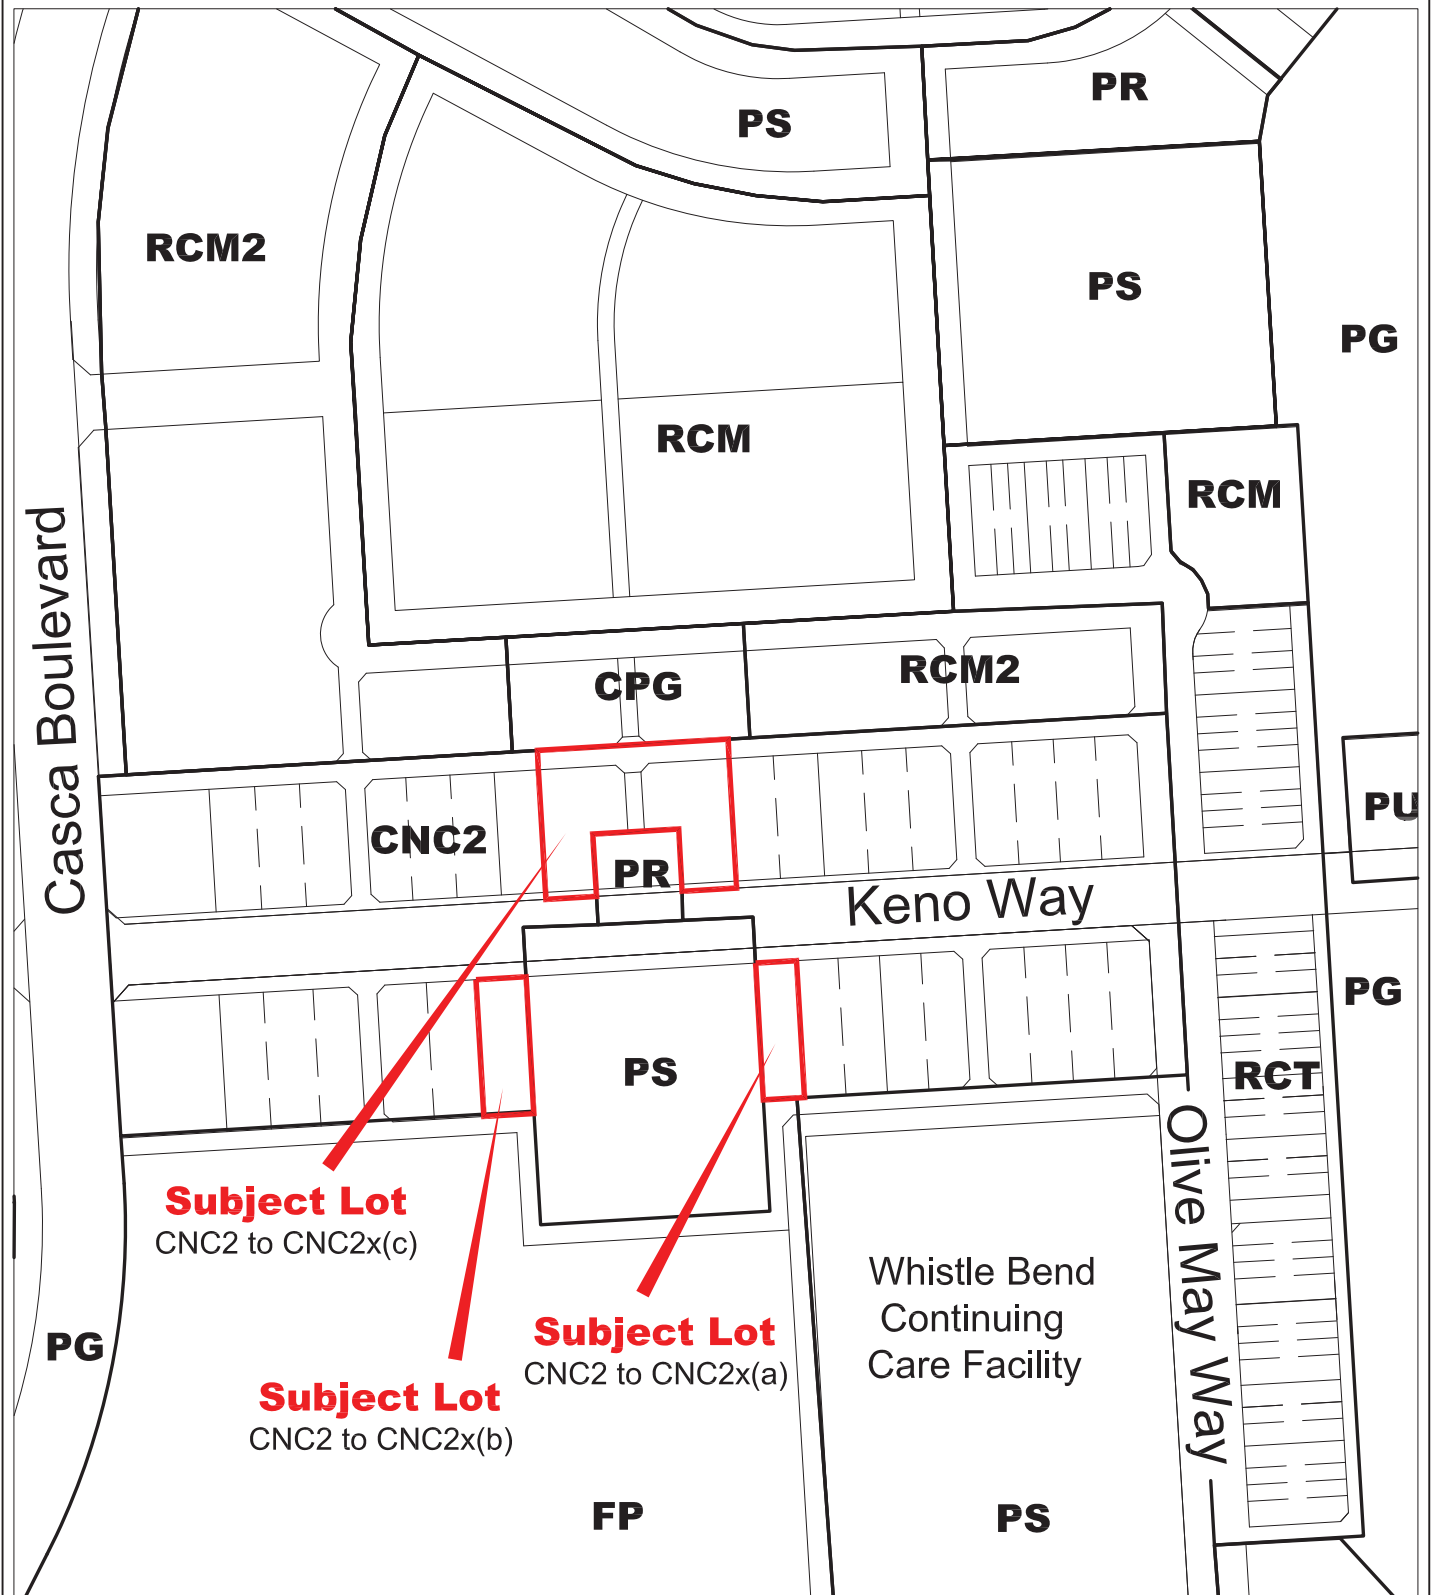 PR
PS
RCM2
PS
PG
RCM
RCM
Casca Boulevard
RCM2
CPG
PU
CNC2
PR
Keno Way
PG
PS
RCT
Olive May Way
Subject Lot
CNC2 to CNC2x(c)
Whistle Bend
Continuing
Care Facility
Subject Lot
CNC2 to CNC2x(a)
PG
Subject Lot
CNC2 to CNC2x(b)
FP
PS